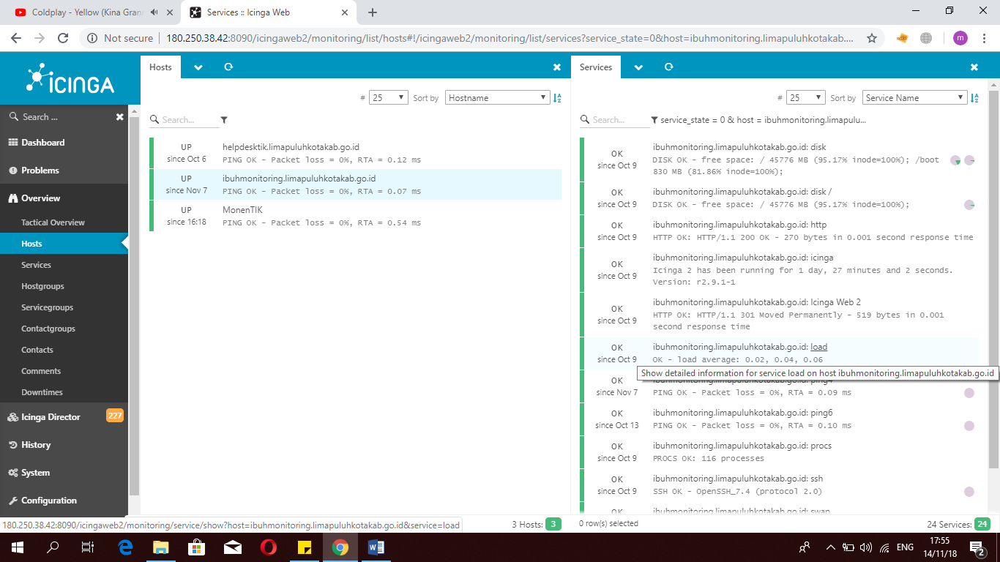 Coldplay - Yellow (Kina Grann
Services :: Icinga Web
Not secure
180.250.38.42:8090/icingaweb2/monitoring/list/hosts#!/icingaweb2/monitoring/list/services?service_state=0&host=ibuhmonitoring.limapuluhkotakab....
m
ICINGA
Search ...
Dashboard
Problems
Overview
Tactical Overview
Hosts
Services
Hostgroups
Servicegroups
Contactgroups
Contacts
Comments
Downtimes
Icinga Director
227
History
System
Configuration
Hosts
# 25 Sort by Hostname
Search...
UP helpdesktik.limapuluhkotakab.go.id
since Oct 6 PING OK - Packet loss = 0%, RTA = 0.12 ms
UP ibuhmonitoring.limapuluhkotakab.go.id
since Nov 7 PING OK - Packet loss = 0%, RTA = 0.07 ms
UP MonenTIK
since 16:18 PING OK - Packet loss = 0%, RTA = 0.54 ms
3 Hosts: 3
Services
# 25 Sort by Service Name
Search...
service_state = 0 & host = ibuhmonitoring.limapulu...
OK ibuhmonitoring.limapuluhkotakab.go.id: disk
since Oct 9 DISK OK - free space: / 45776 MB (95.17% inode=100%); /boot
830 MB (81.86% inode=100%);
OK ibuhmonitoring.limapuluhkotakab.go.id: disk /
since Oct 9 DISK OK - free space: / 45776 MB (95.17% inode=100%);
OK ibuhmonitoring.limapuluhkotakab.go.id: http
since Oct 9 HTTP OK: HTTP/1.1 200 OK - 270 bytes in 0.001 second response time
OK ibuhmonitoring.limapuluhkotakab.go.id: icinga
since Oct 9 Icinga 2 has been running for 1 day, 27 minutes and 2 seconds.
Version: r2.9.1-1
OK ibuhmonitoring.limapuluhkotakab.go.id: Icinga Web 2
since Oct 9 HTTP OK: HTTP/1.1 301 Moved Permanently - 519 bytes in 0.001
second response time
OK ibuhmonitoring.limapuluhkotakab.go.id: load
since Oct 9 OK - load average: 0.02, 0.04, 0.06
Show detailed information for service load on host ibuhmonitoring.limapuluhkotakab.go.id
OK ibuhmonitoring.limapuluhkotakab.go.id: ping4
since Nov 7 PING OK - Packet loss = 0%, RTA = 0.09 ms
OK ibuhmonitoring.limapuluhkotakab.go.id: ping6
since Oct 13 PING OK - Packet loss = 0%, RTA = 0.10 ms
OK ibuhmonitoring.limapuluhkotakab.go.id: procs
since Oct 9 PROCS OK: 116 processes
OK ibuhmonitoring.limapuluhkotakab.go.id: ssh
since Oct 9 SSH OK - OpenSSH_7.4 (protocol 2.0)
OK ibuhmonitoring.limapuluhkotakab.go.id: swap
0 row(s) selected
24 Services: 24
180.250.38.42:8090/icingaweb2/monitoring/service/show?host=ibuhmonitoring.limapuluhkotakab.go.id&service=load
ENG
17:55
14/11/18
2